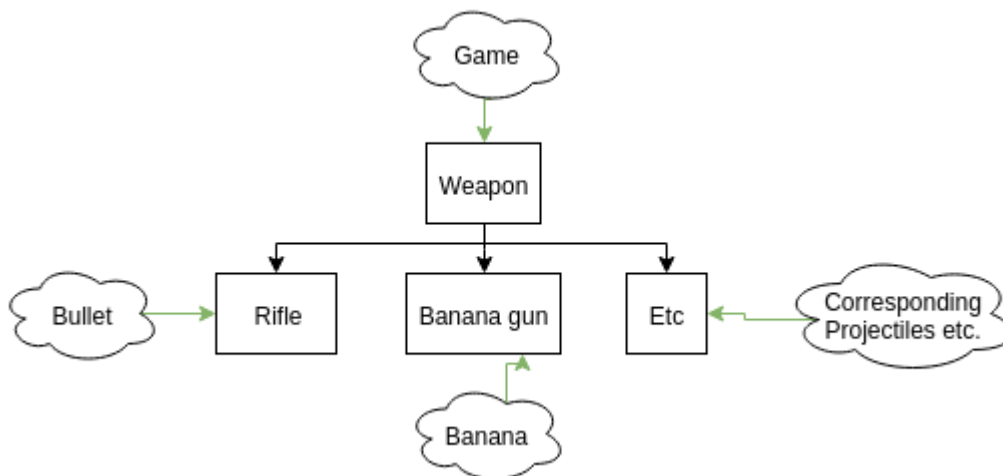 Game
Weapon
Bullet
Rifle
Banana gun
Etc
Corresponding
Projectiles etc.
Banana